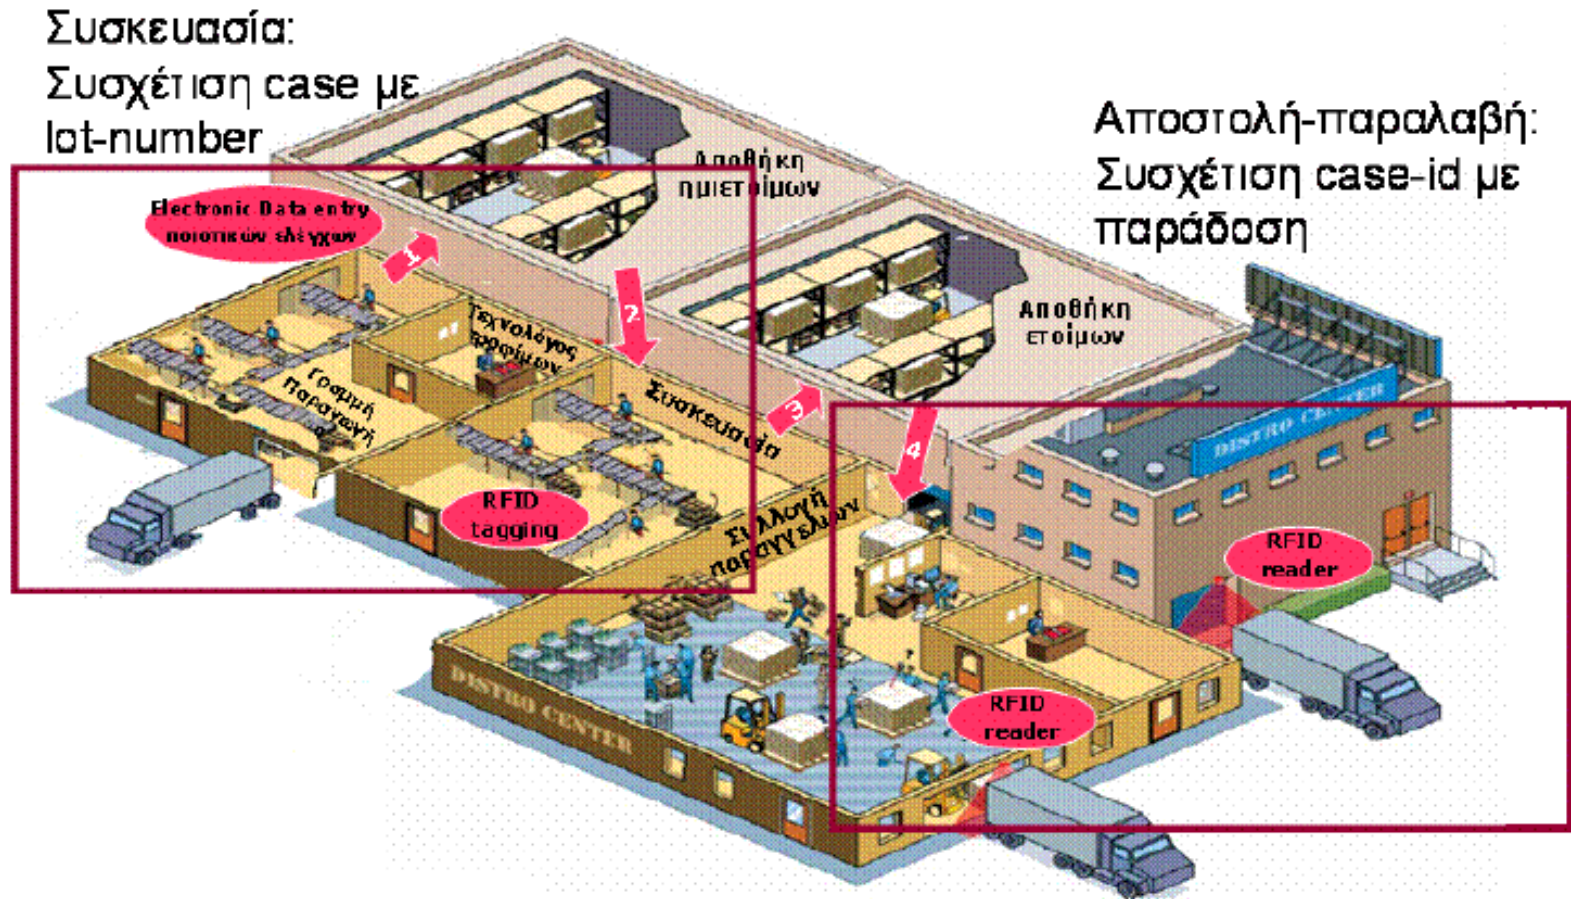 Συσκευασία:
Συσχέτιση case με
lot-number
Αποστολή-παραλαβή:
Συσχέτιση case-id με
παράδοση
Αποθήκη
ημιετοίμων
Electronic Data entry
ποιοτικών ελέγχων
1
2
Αποθήκη
ετοίμων
Τεχνολόγος
τροφίμων
Γραμμή
Παραγωγή
Συσκευασία
3
4
DISTRO CENTER
RFID
tagging
Συλλογή
παραγγελιών
RFID
reader
DISTRO CENTER
RFID
reader